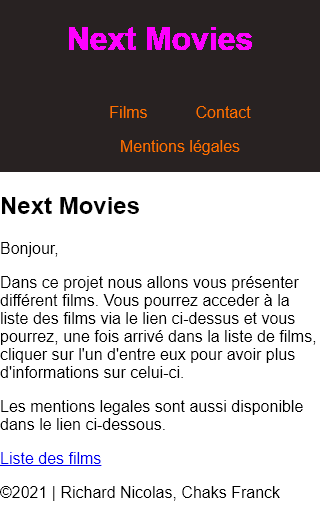 Next Movies
Films Contact
Mentions légales
Next Movies
Bonjour,
Dans ce projet nous allons vous présenter
différent films. Vous pourrez acceder à la
liste des films via le lien ci-dessus et vous
pourrez, une fois arrivé dans la liste de films,
cliquer sur l'un d'entre eux pour avoir plus
d'informations sur celui-ci.
Les mentions legales sont aussi disponible
dans le lien ci-dessous.
Liste des films
©2021 | Richard Nicolas, Chaks Franck